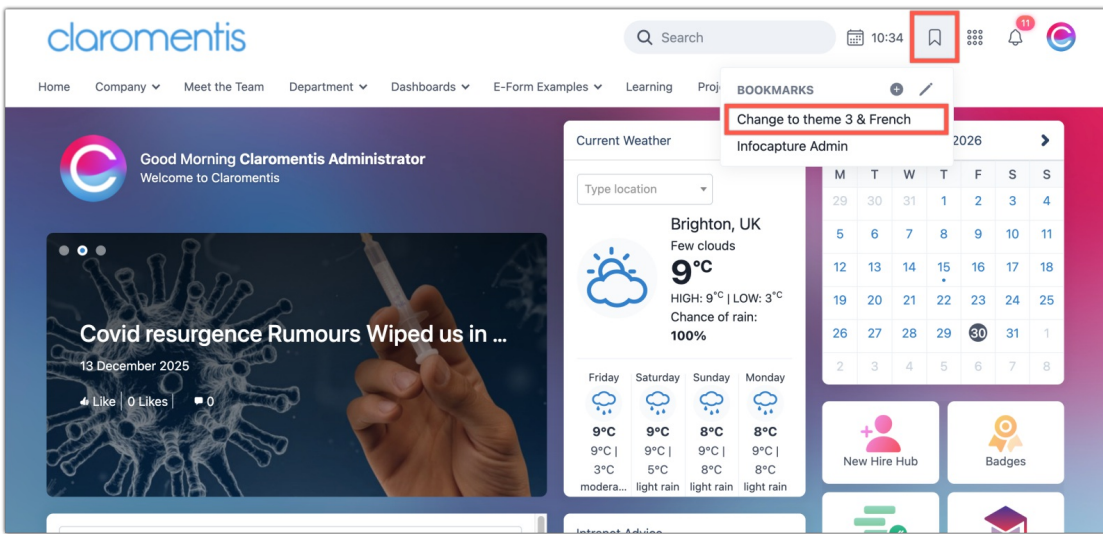 claromentis
Search
10:34
11
Home
Company
Meet the Team
Department
Dashboards
E-Form Examples
Learning
Proj
BOOKMARKS
Change to theme 3 & French
Infocapture Admin
Good Morning Claromentis Administrator
Welcome to Claromentis
Covid resurgence Rumours Wiped us in ...
13 December 2025
Like | 0 Likes | 0
Current Weather
Type location
Brighton, UK
Few clouds
9°C
HIGH: 9°C | LOW: 3°C
Chance of rain:
100%
Friday Saturday Sunday Monday
9°C 9°C 8°C 8°C
9°C | 9°C | 9°C | 9°C |
3°C 5°C 8°C 8°C
modera... light rain light rain light rain
2026
M T W T F S S
29 30 31 1 2 3 4
5 6 7 8 9 10 11
12 13 14 15 16 17 18
19 20 21 22 23 24 25
26 27 28 29 30 31 1
2 3 4 5 6 7 8
New Hire Hub
Badges
Intranet Advice